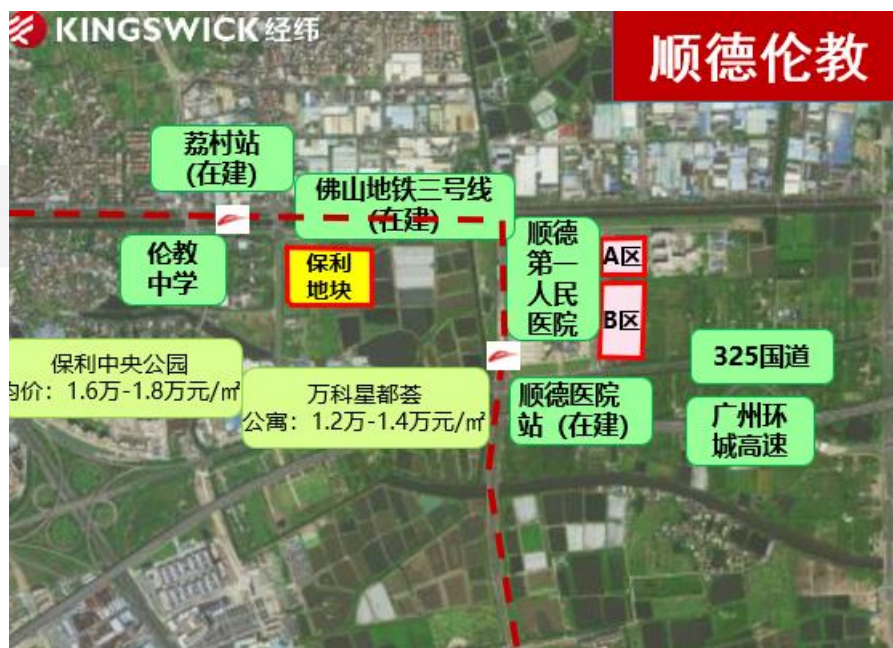 KINGSWICK经纬
顺德伦教
荔村站
(在建)
佛山地铁三号线
(在建)
伦教
中学
保利
地块
顺德
第一
人民
医院
A区
B区
325国道
保利中央公园
均价：1.6万-1.8万元/㎡
万科星都荟
公寓：1.2万-1.4万元/㎡
顺德医院
站（在建）
广州环
城高速